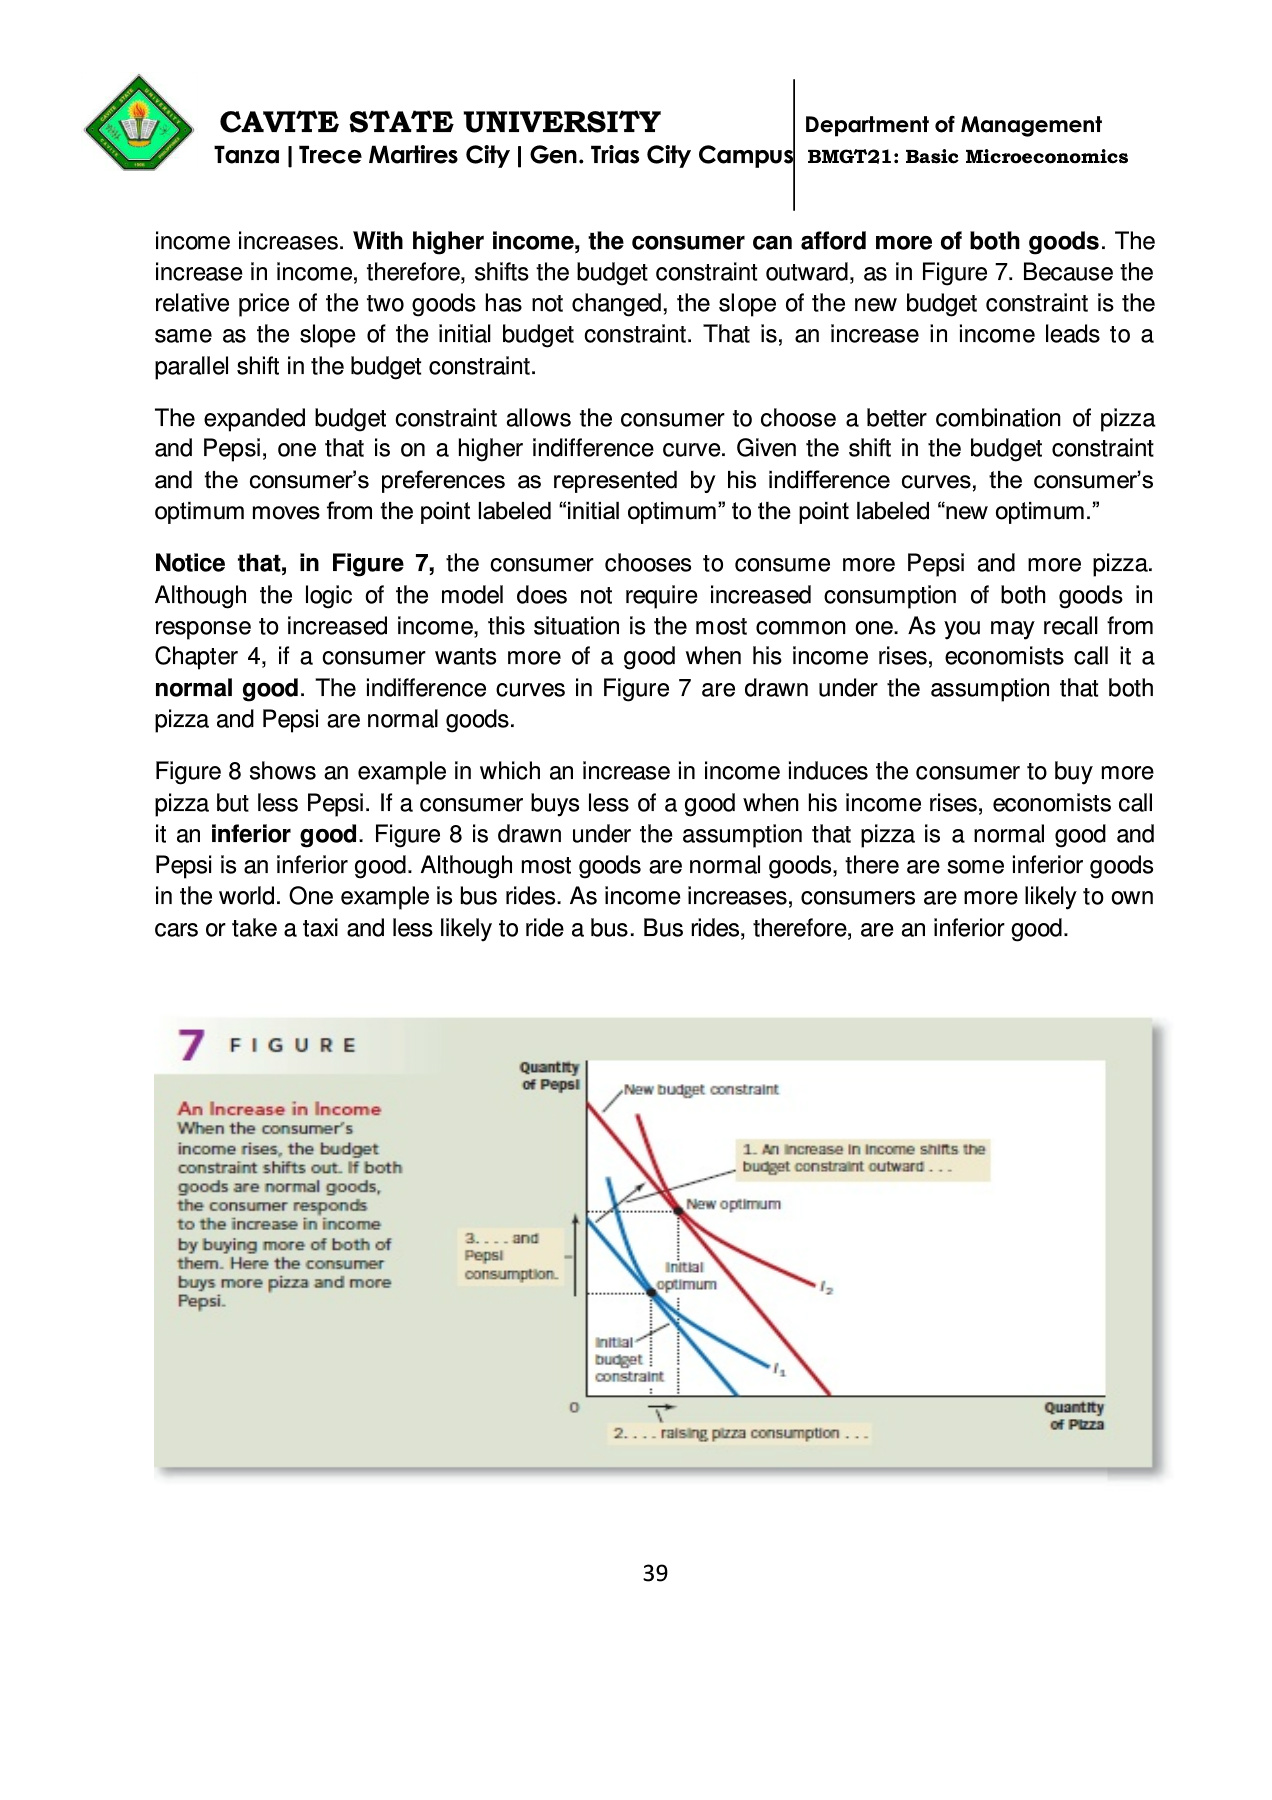 CAVITE STATE UNIVERSITY
Tanza | Trece Martires City | Gen. Trias City Campus
Department of Management
BMGT21: Basic Microeconomics
income increases. With higher income, the consumer can afford more of both goods. The
increase in income, therefore, shifts the budget constraint outward, as in Figure 7. Because the
relative price of the two goods has not changed, the slope of the new budget constraint is the
same as the slope of the initial budget constraint. That is, an increase in income leads to a
parallel shift in the budget constraint.
The expanded budget constraint allows the consumer to choose a better combination of pizza
and Pepsi, one that is on a higher indifference curve. Given the shift in the budget constraint
and the consumer’s preferences as represented by his indifference curves, the consumer’s
optimum moves from the point labeled “initial optimum” to the point labeled “new optimum.”
Notice that, in Figure 7, the consumer chooses to consume more Pepsi and more pizza.
Although the logic of the model does not require increased consumption of both goods in
response to increased income, this situation is the most common one. As you may recall from
Chapter 4, if a consumer wants more of a good when his income rises, economists call it a
normal good. The indifference curves in Figure 7 are drawn under the assumption that both
pizza and Pepsi are normal goods.
Figure 8 shows an example in which an increase in income induces the consumer to buy more
pizza but less Pepsi. If a consumer buys less of a good when his income rises, economists call
it an inferior good. Figure 8 is drawn under the assumption that pizza is a normal good and
Pepsi is an inferior good. Although most goods are normal goods, there are some inferior goods
in the world. One example is bus rides. As income increases, consumers are more likely to own
cars or take a taxi and less likely to ride a bus. Bus rides, therefore, are an inferior good.
7 FIGURE
An Increase in Income
When the consumer’s
income rises, the budget
constraint shifts out. If both
goods are normal goods,
the consumer responds
to the increase in income
by buying more of both of
them. Here the consumer
buys more pizza and more
Pepsi.
Quantity
of Pepsi
New budget constraint
1. An increase in income shifts the
budget constraint outward . . .
New optimum
3. . . . and
Pepsi
consumption.
Initial
optimum
I2
Initial
budget
constraint
I1
0
Quantity
of Pizza
2. . . . raising pizza consumption . . .
39